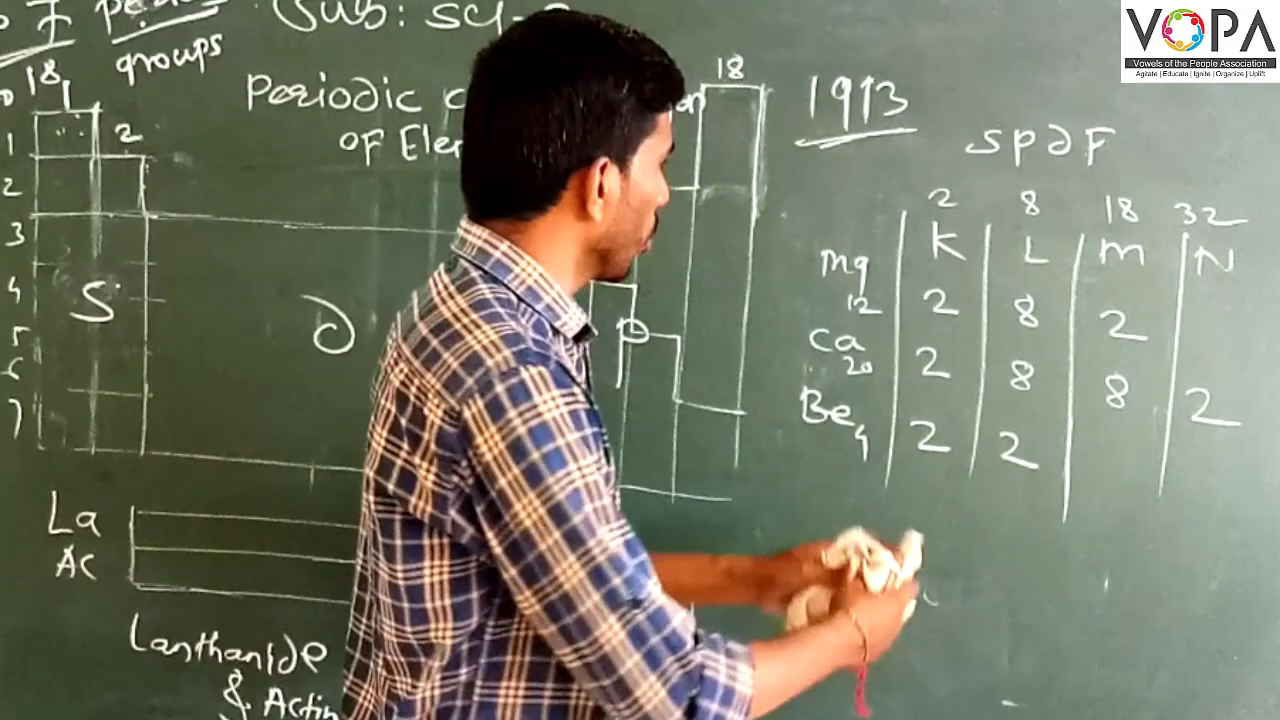 Sub: sci-
groups
Periodic c
OF Ele
18
1
2
18
1
2
3
4
5
6
7
S
d
La
AC
Lanthanide
& Actin
1913
S P d F
2 8 18 32
K L M N
Mg 12 2 8 2
Ca 20 2 8 8 2
Be 4 2 2
VOPA
Vowels of the People Association
Agitate | Educate | Ignite | Organize | Uplift